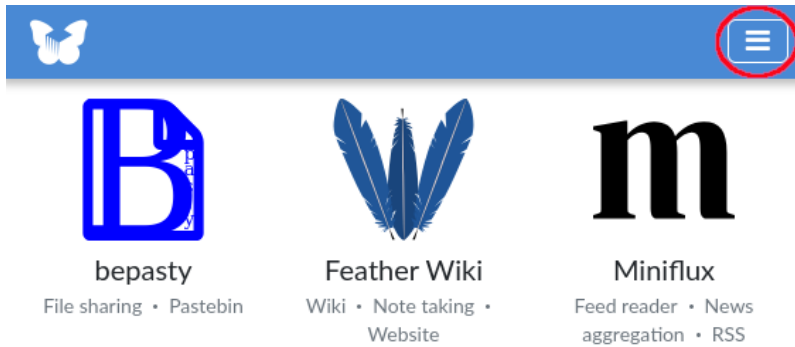 bepasty
File sharing • Pastebin
Feather Wiki
Wiki • Note taking •
Website
m
Miniflux
Feed reader • News
aggregation • RSS